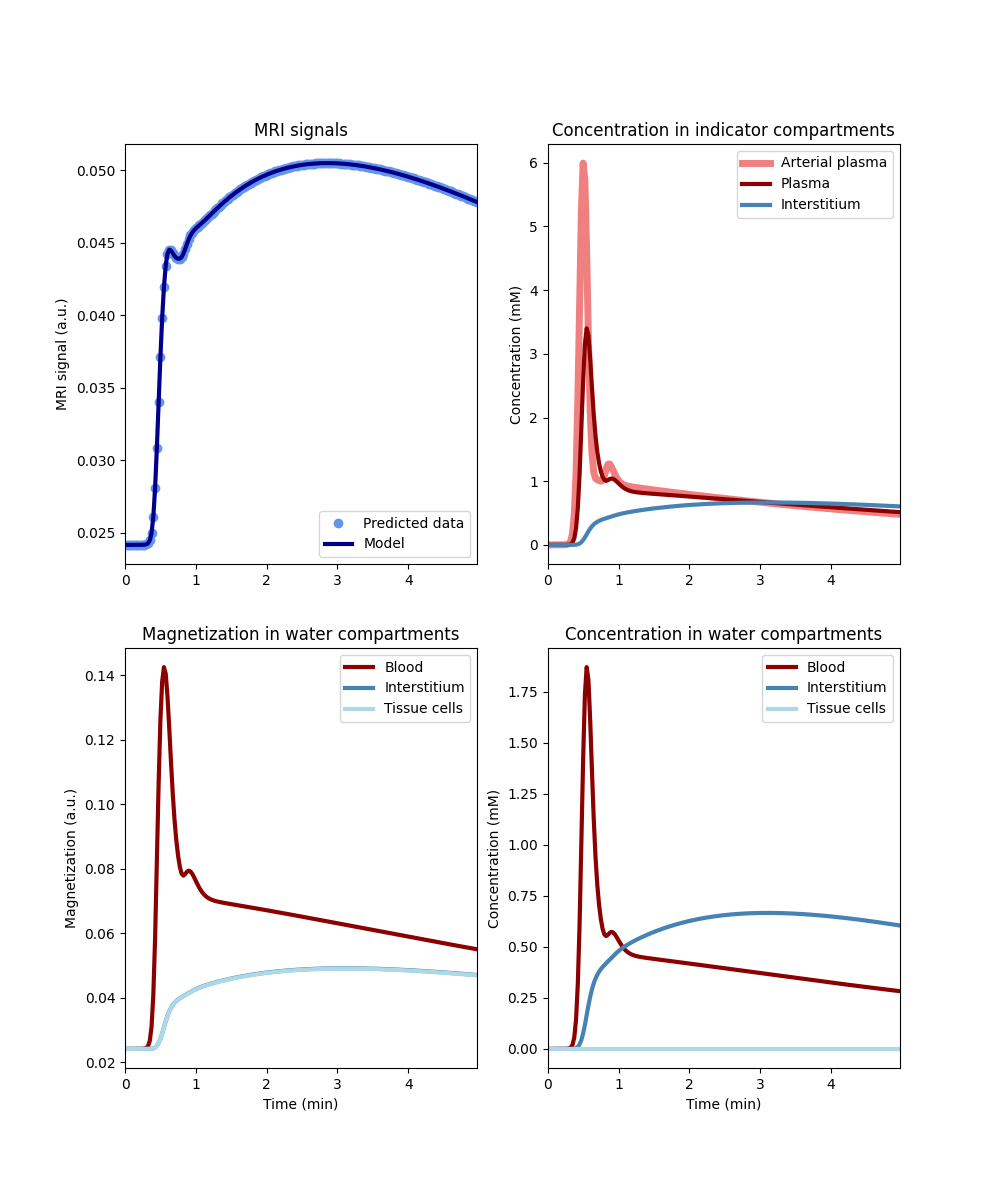 MRI signals
MRI signal (a.u.)
0.050
0.045
0.040
0.035
0.030
0.025
0
1
2
3
4
Predicted data
Model
Concentration in indicator compartments
Concentration (mM)
6
5
4
3
2
1
0
0
1
2
3
4
Arterial plasma
Plasma
Interstitium
Magnetization in water compartments
Magnetization (a.u.)
0.14
0.12
0.10
0.08
0.06
0.04
0.02
0
1
2
3
4
Time (min)
Blood
Interstitium
Tissue cells
Concentration in water compartments
Concentration (mM)
1.75
1.50
1.25
1.00
0.75
0.50
0.25
0.00
0
1
2
3
4
Time (min)
Blood
Interstitium
Tissue cells